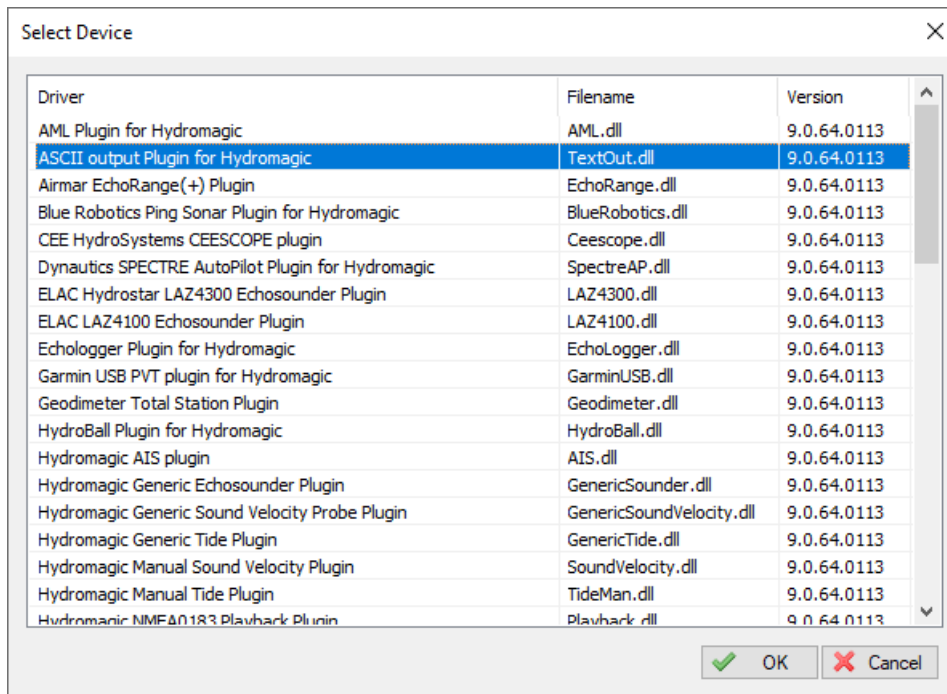 Select Device
Driver Filename Version
AML Plugin for Hydromagic AML.dll 9.0.64.0113
ASCII output Plugin for Hydromagic TextOut.dll 9.0.64.0113
Airmar EchoRange(+) Plugin EchoRange.dll 9.0.64.0113
Blue Robotics Ping Sonar Plugin for Hydromagic BlueRobotics.dll 9.0.64.0113
CEE HydroSystems CEESCOPE plugin Ceescope.dll 9.0.64.0113
Dynautics SPECTRE AutoPilot Plugin for Hydromagic SpectreAP.dll 9.0.64.0113
ELAC Hydrostar LAZ4300 Echosounder Plugin LAZ4300.dll 9.0.64.0113
ELAC LAZ4100 Echosounder Plugin LAZ4100.dll 9.0.64.0113
Echologger Plugin for Hydromagic EchoLogger.dll 9.0.64.0113
Garmin USB PVT plugin for Hydromagic GarminUSB.dll 9.0.64.0113
Geodimeter Total Station Plugin Geodimeter.dll 9.0.64.0113
HydroBall Plugin for Hydromagic HydroBall.dll 9.0.64.0113
Hydromagic AIS plugin AIS.dll 9.0.64.0113
Hydromagic Generic Echosounder Plugin GenericSounder.dll 9.0.64.0113
Hydromagic Generic Sound Velocity Probe Plugin GenericSoundVelocity.dll 9.0.64.0113
Hydromagic Generic Tide Plugin GenericTide.dll 9.0.64.0113
Hydromagic Manual Sound Velocity Plugin SoundVelocity.dll 9.0.64.0113
Hydromagic Manual Tide Plugin TideMan.dll 9.0.64.0113
Hydromagic NMEA0183 Playback Plugin Playback.dll 9.0.64.0113
OK Cancel